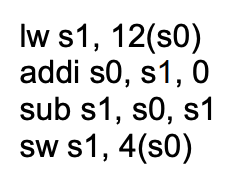 lw s1, 12(s0)
addi s0, s1, 0
sub s1, s0, s1
sw s1, 4(s0)